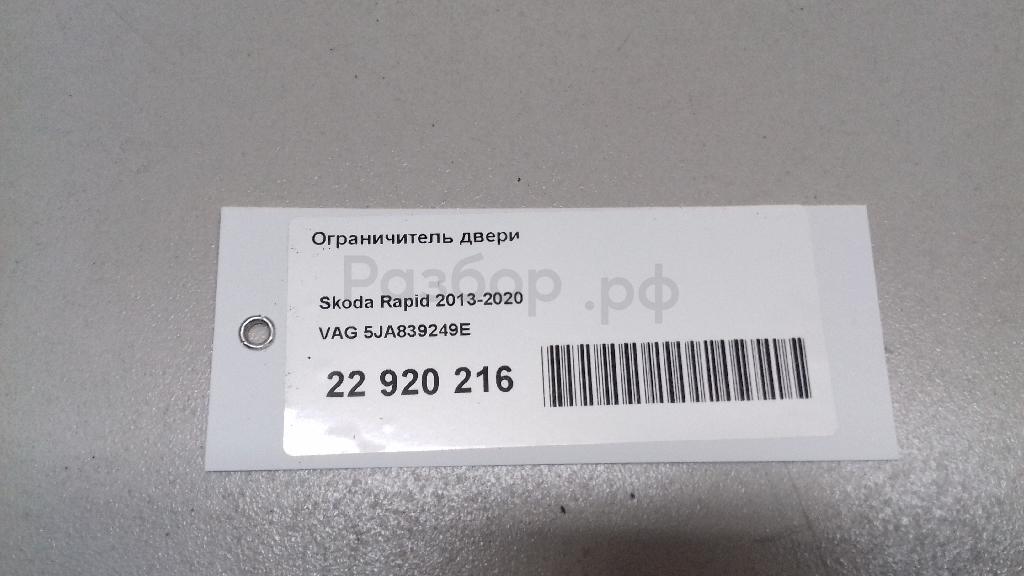 Ограничитель двери
Разбор.рф
Skoda Rapid 2013-2020
VAG 5JA839249E
22 920 216